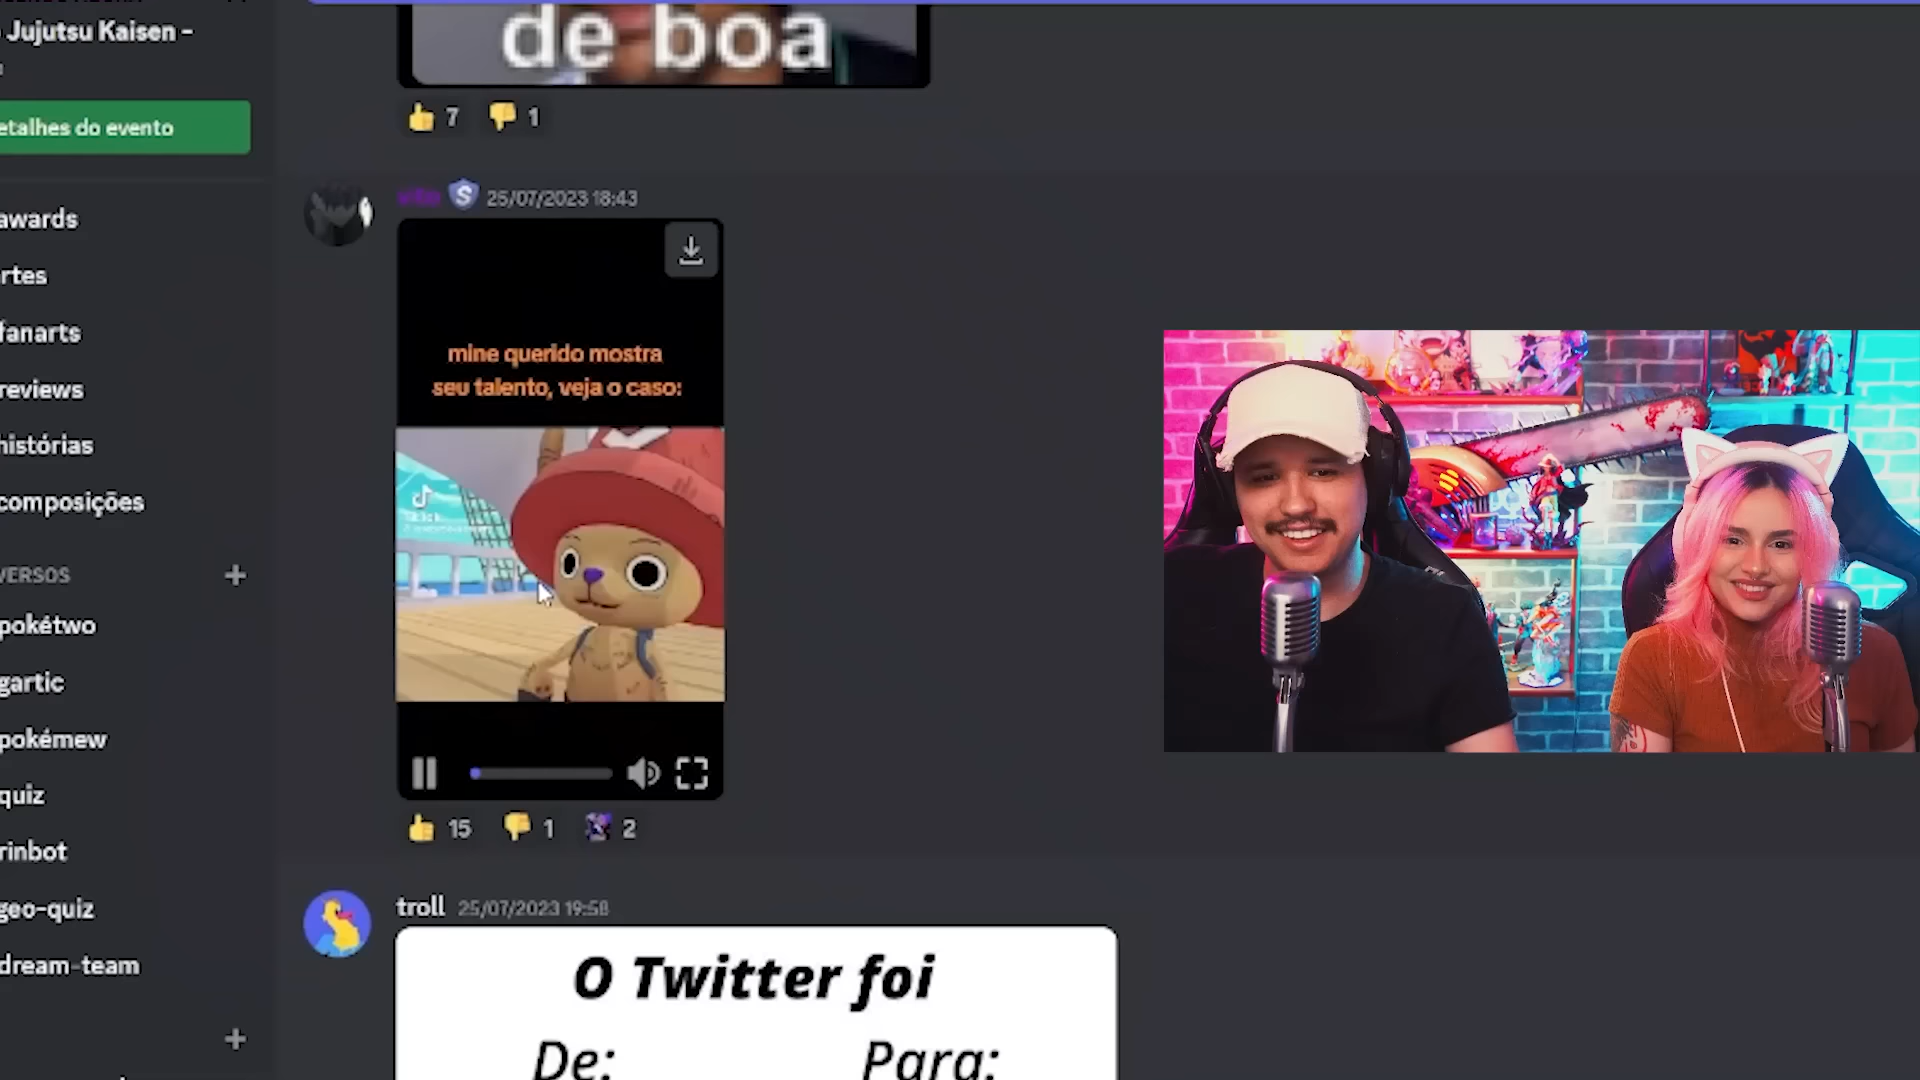 Jujutsu Kaisen -
etalhes do evento
awards
rtes
fanarts
reviews
histórias
composições
VERSOS
pokétwo
gartic
pokémew
quiz
rinbot
geo-quiz
dream-team
de boa
7
1
S 25/07/2023 18:43
mine querido mostra
seu talento, veja o caso:
15
1
2
troll 25/07/2023 19:58
O Twitter foi
De: Para: